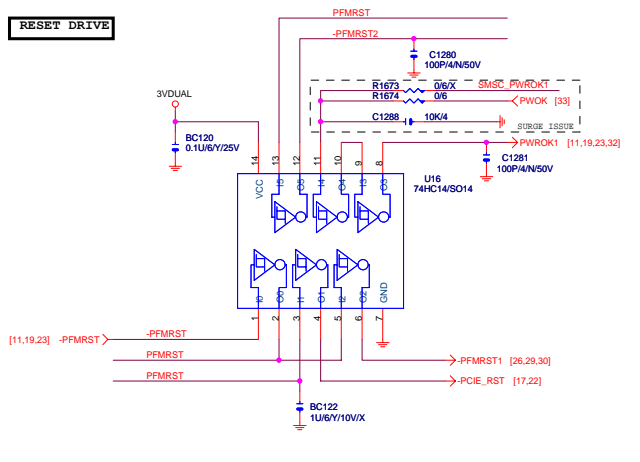 RESET DRIVE
PFMRST
-PFMRST2
C1280
100P/4/N/50V
R1673 0/6/X SMSC_PWROK1
R1674 0/6 PWOK [33]
C1288 10K/4
SURGE ISSUE
3VDUAL
BC120
0.1U/6/Y/25V
14 13 12 11 10 9 8
PWROK1 [11,19,23,32]
C1281
100P/4/N/50V
U16
74HC14/SO14
VCC I5 O5 I4 O4 I3 O3
I0 O0 I1 O1 I2 O2 GND
1 2 3 4 5 6 7
[11,19,23] -PFMRST -PFMRST
PFMRST
-PFMRST1 [26,29,30]
PFMRST
-PCIE_RST [17,22]
BC122
1U/6/Y/10V/X